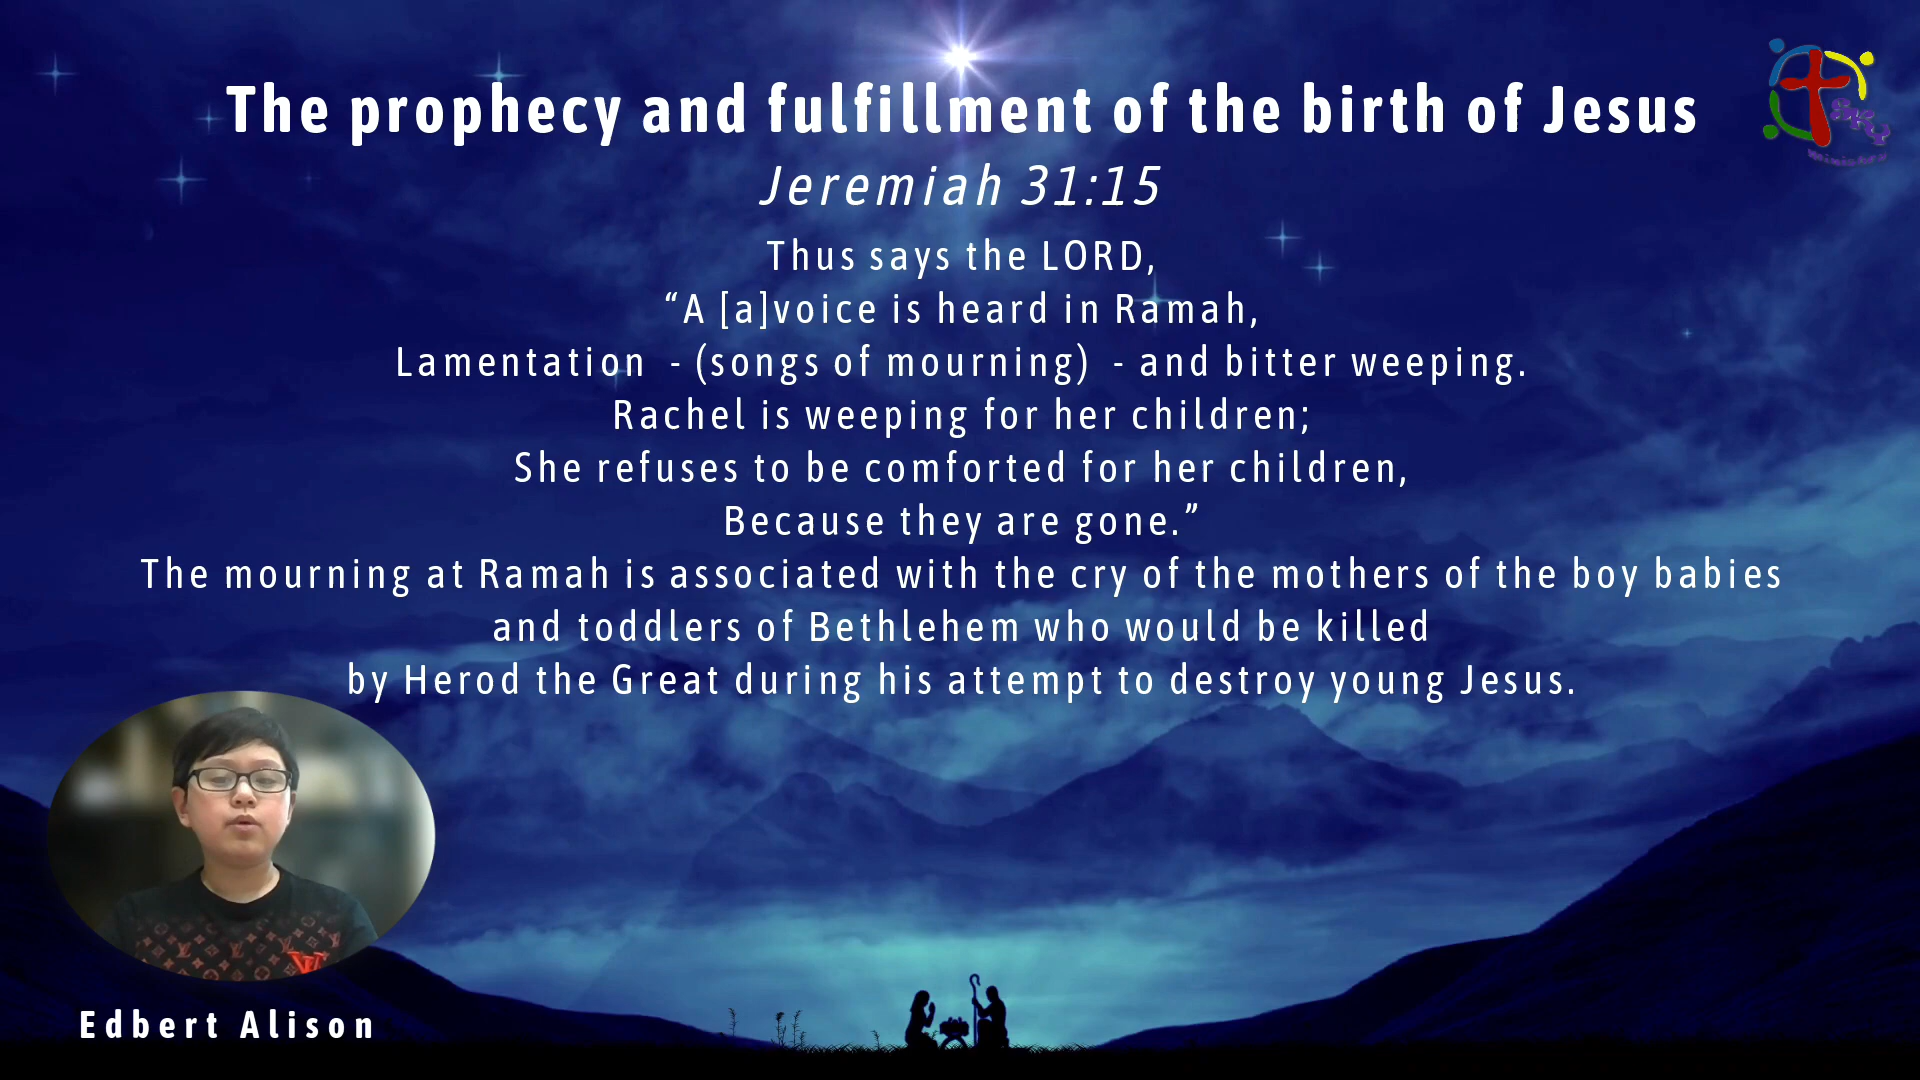 The prophecy and fulfillment of the birth of Jesus
Jeremiah 31:15
Thus says the LORD,
“A [a]voice is heard in Ramah,
Lamentation - (songs of mourning) - and bitter weeping.
Rachel is weeping for her children;
She refuses to be comforted for her children,
Because they are gone.”
The mourning at Ramah is associated with the cry of the mothers of the boy babies
and toddlers of Bethlehem who would be killed
by Herod the Great during his attempt to destroy young Jesus.
Edbert Alison